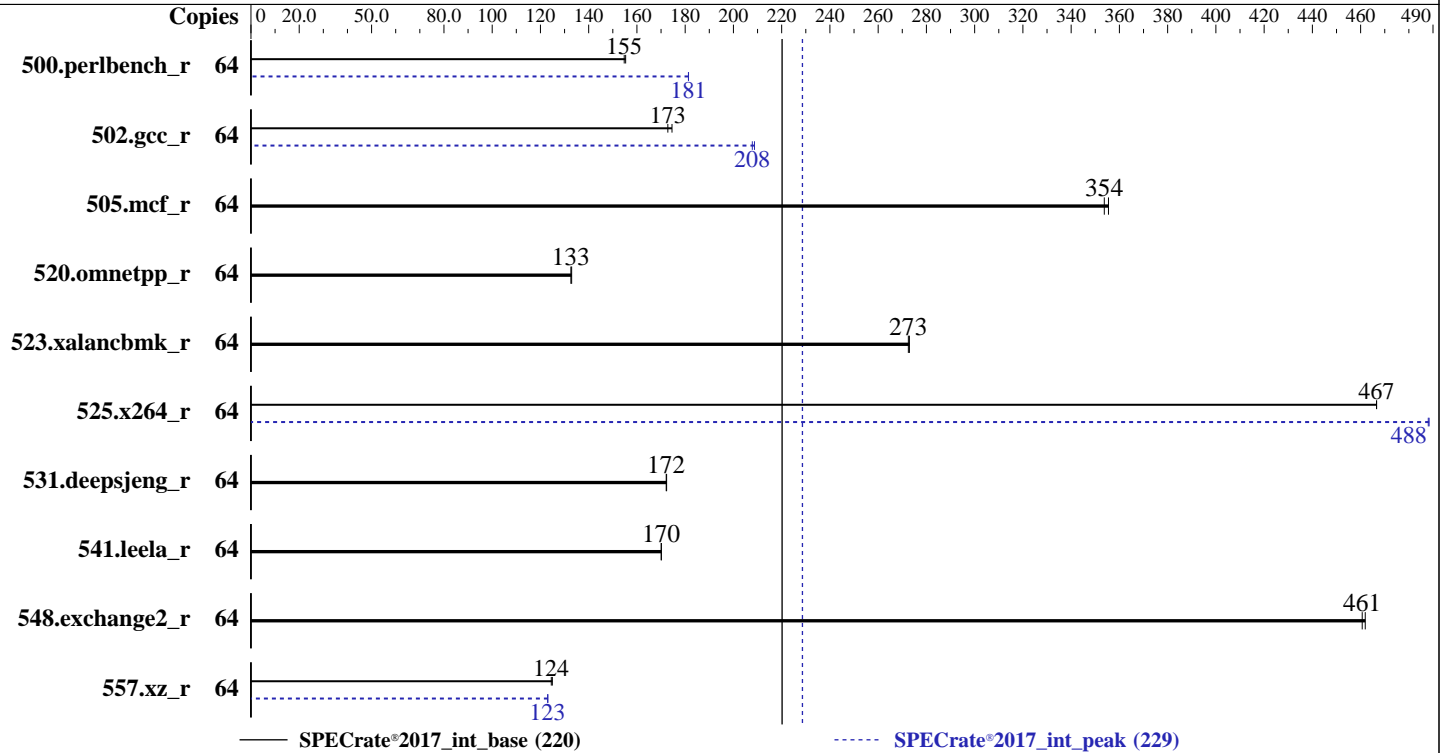 Copies 0 20.0 50.0 80.0 100 120 140 160 180 200 220 240 260 280 300 320 340 360 380 400 420 440 460 490
155
500.perlbench_r 64
181
173
502.gcc_r 64
208
354
505.mcf_r 64
133
520.omnetpp_r 64
273
523.xalancbmk_r 64
467
525.x264_r 64
488
172
531.deepsjeng_r 64
170
541.leela_r 64
461
548.exchange2_r 64
124
557.xz_r 64
123
SPECrate®2017_int_base (220) SPECrate®2017_int_peak (229)